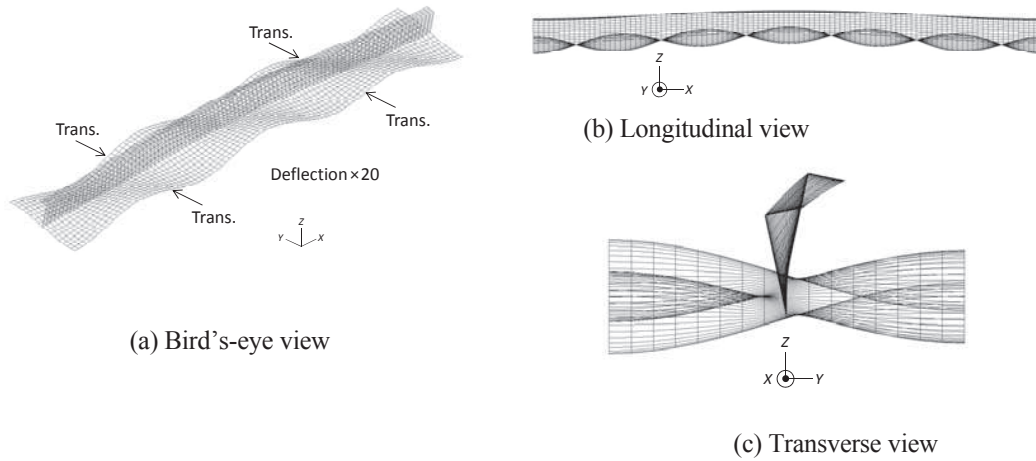 Trans.
Trans.
Trans.
Trans.
Deflection×20
Z
Y
X
(a) Bird's-eye view
Z
Y
X
(b) Longitudinal view
Z
X
Y
(c) Transverse view